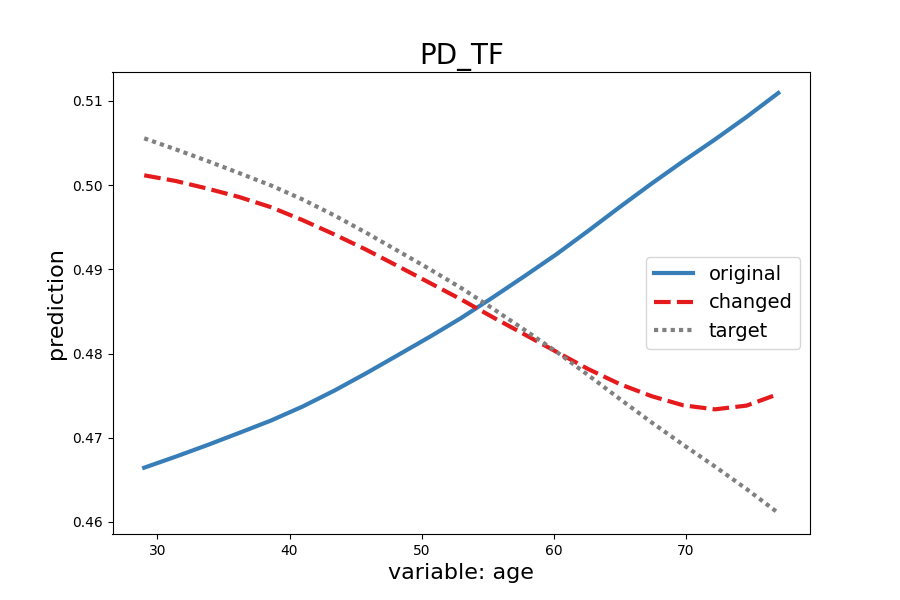 PD_TF
prediction
0.51
0.50
0.49
0.48
0.47
0.46
original
changed
target
30 40 50 60 70
variable: age